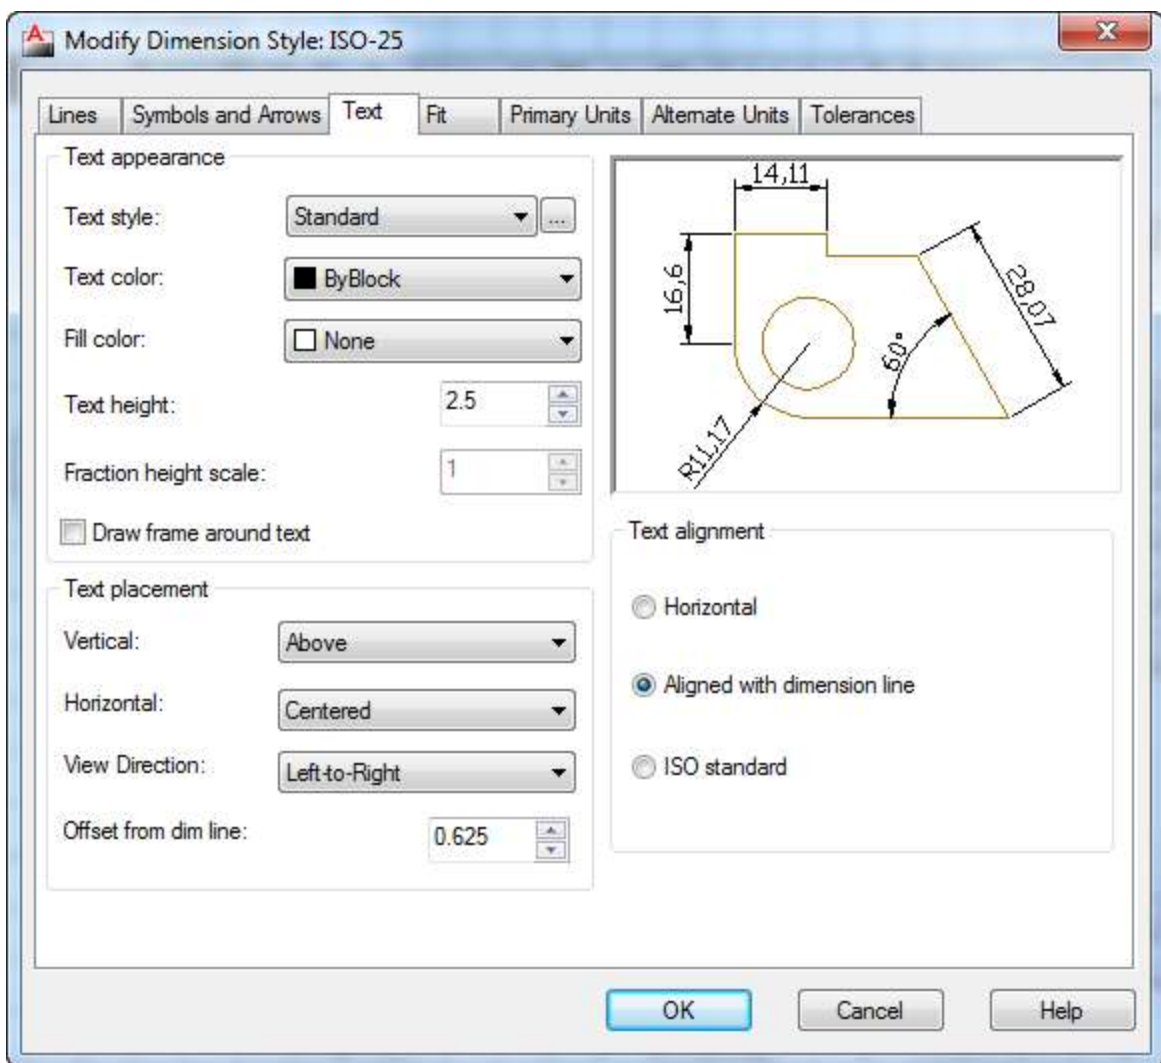 Modify Dimension Style: ISO-25
Lines
Symbols and Arrows
Text
Fit
Primary Units
Alternate Units
Tolerances
Text appearance
Text style:
Standard
...
Text color:
ByBlock
Fill color:
None
Text height:
2.5
Fraction height scale:
1
Draw frame around text
Text placement
Vertical:
Above
Horizontal:
Centered
View Direction:
Left-to-Right
Offset from dim line:
0.625
14,11
16,6
28,07
60°
R11,17
Text alignment
Horizontal
Aligned with dimension line
ISO standard
OK
Cancel
Help